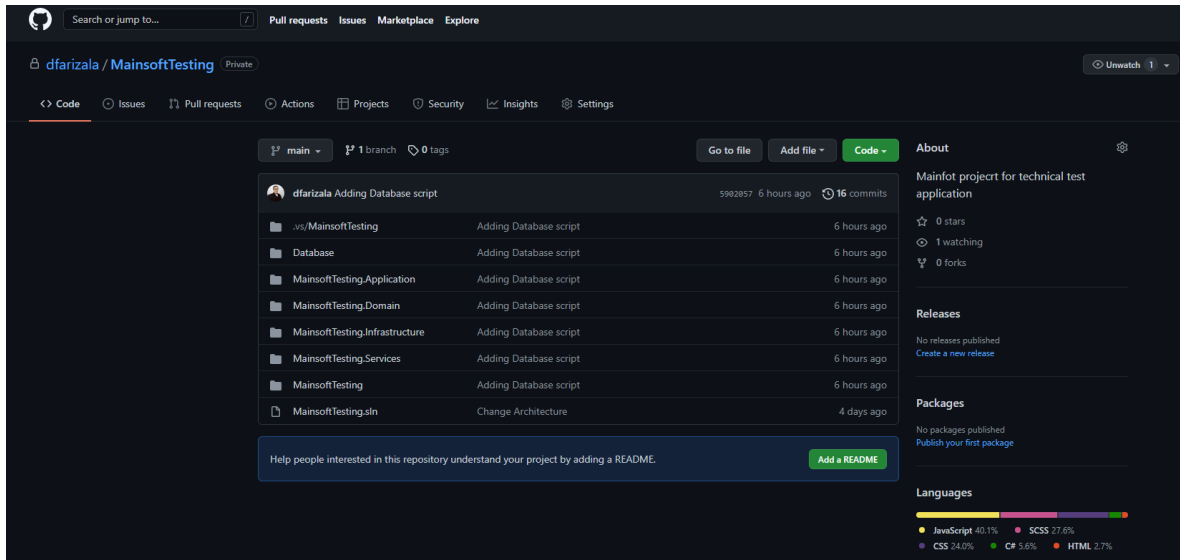 Search or jump to... /
Pull requests Issues Marketplace Explore
dfarizala / MainsoftTesting Private
Unwatch 1
<> Code Issues Pull requests Actions Projects Security Insights Settings
main 1 branch 0 tags
Go to file Add file Code
dfarizala Adding Database script 5902057 6 hours ago 16 commits
.vs/MainsoftTesting Adding Database script 6 hours ago
Database Adding Database script 6 hours ago
MainsoftTesting.Application Adding Database script 6 hours ago
MainsoftTesting.Domain Adding Database script 6 hours ago
MainsoftTesting.Infrastructure Adding Database script 6 hours ago
MainsoftTesting.Services Adding Database script 6 hours ago
MainsoftTesting Adding Database script 6 hours ago
MainsoftTesting.sln Change Architecture 4 days ago
Help people interested in this repository understand your project by adding a README. Add a README
About
Mainfot projecrt for technical test
application
0 stars
1 watching
0 forks
Releases
No releases published
Create a new release
Packages
No packages published
Publish your first package
Languages
JavaScript 40.1% SCSS 27.6%
CSS 24.0% C# 5.6% HTML 2.7%